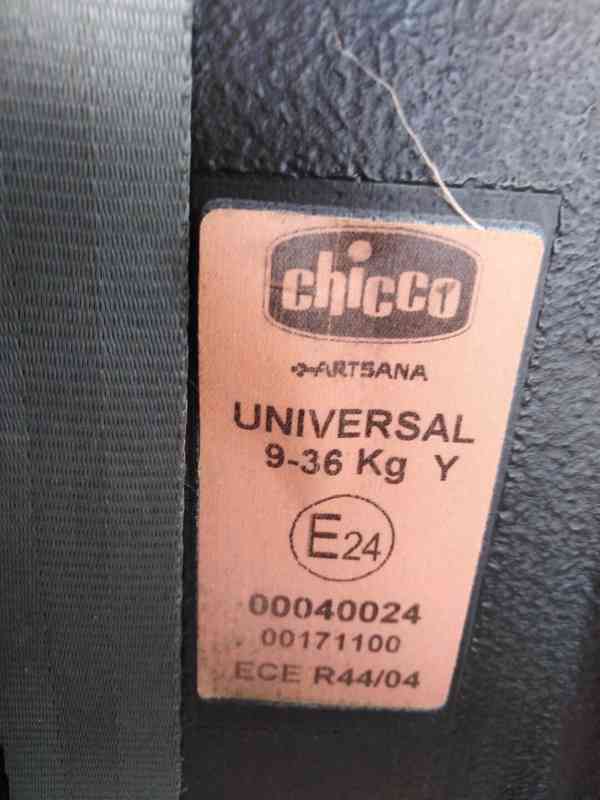 chicco
ARTSANA
UNIVERSAL
9-36 Kg Y
E24
00040024
00171100
ECE R44/04